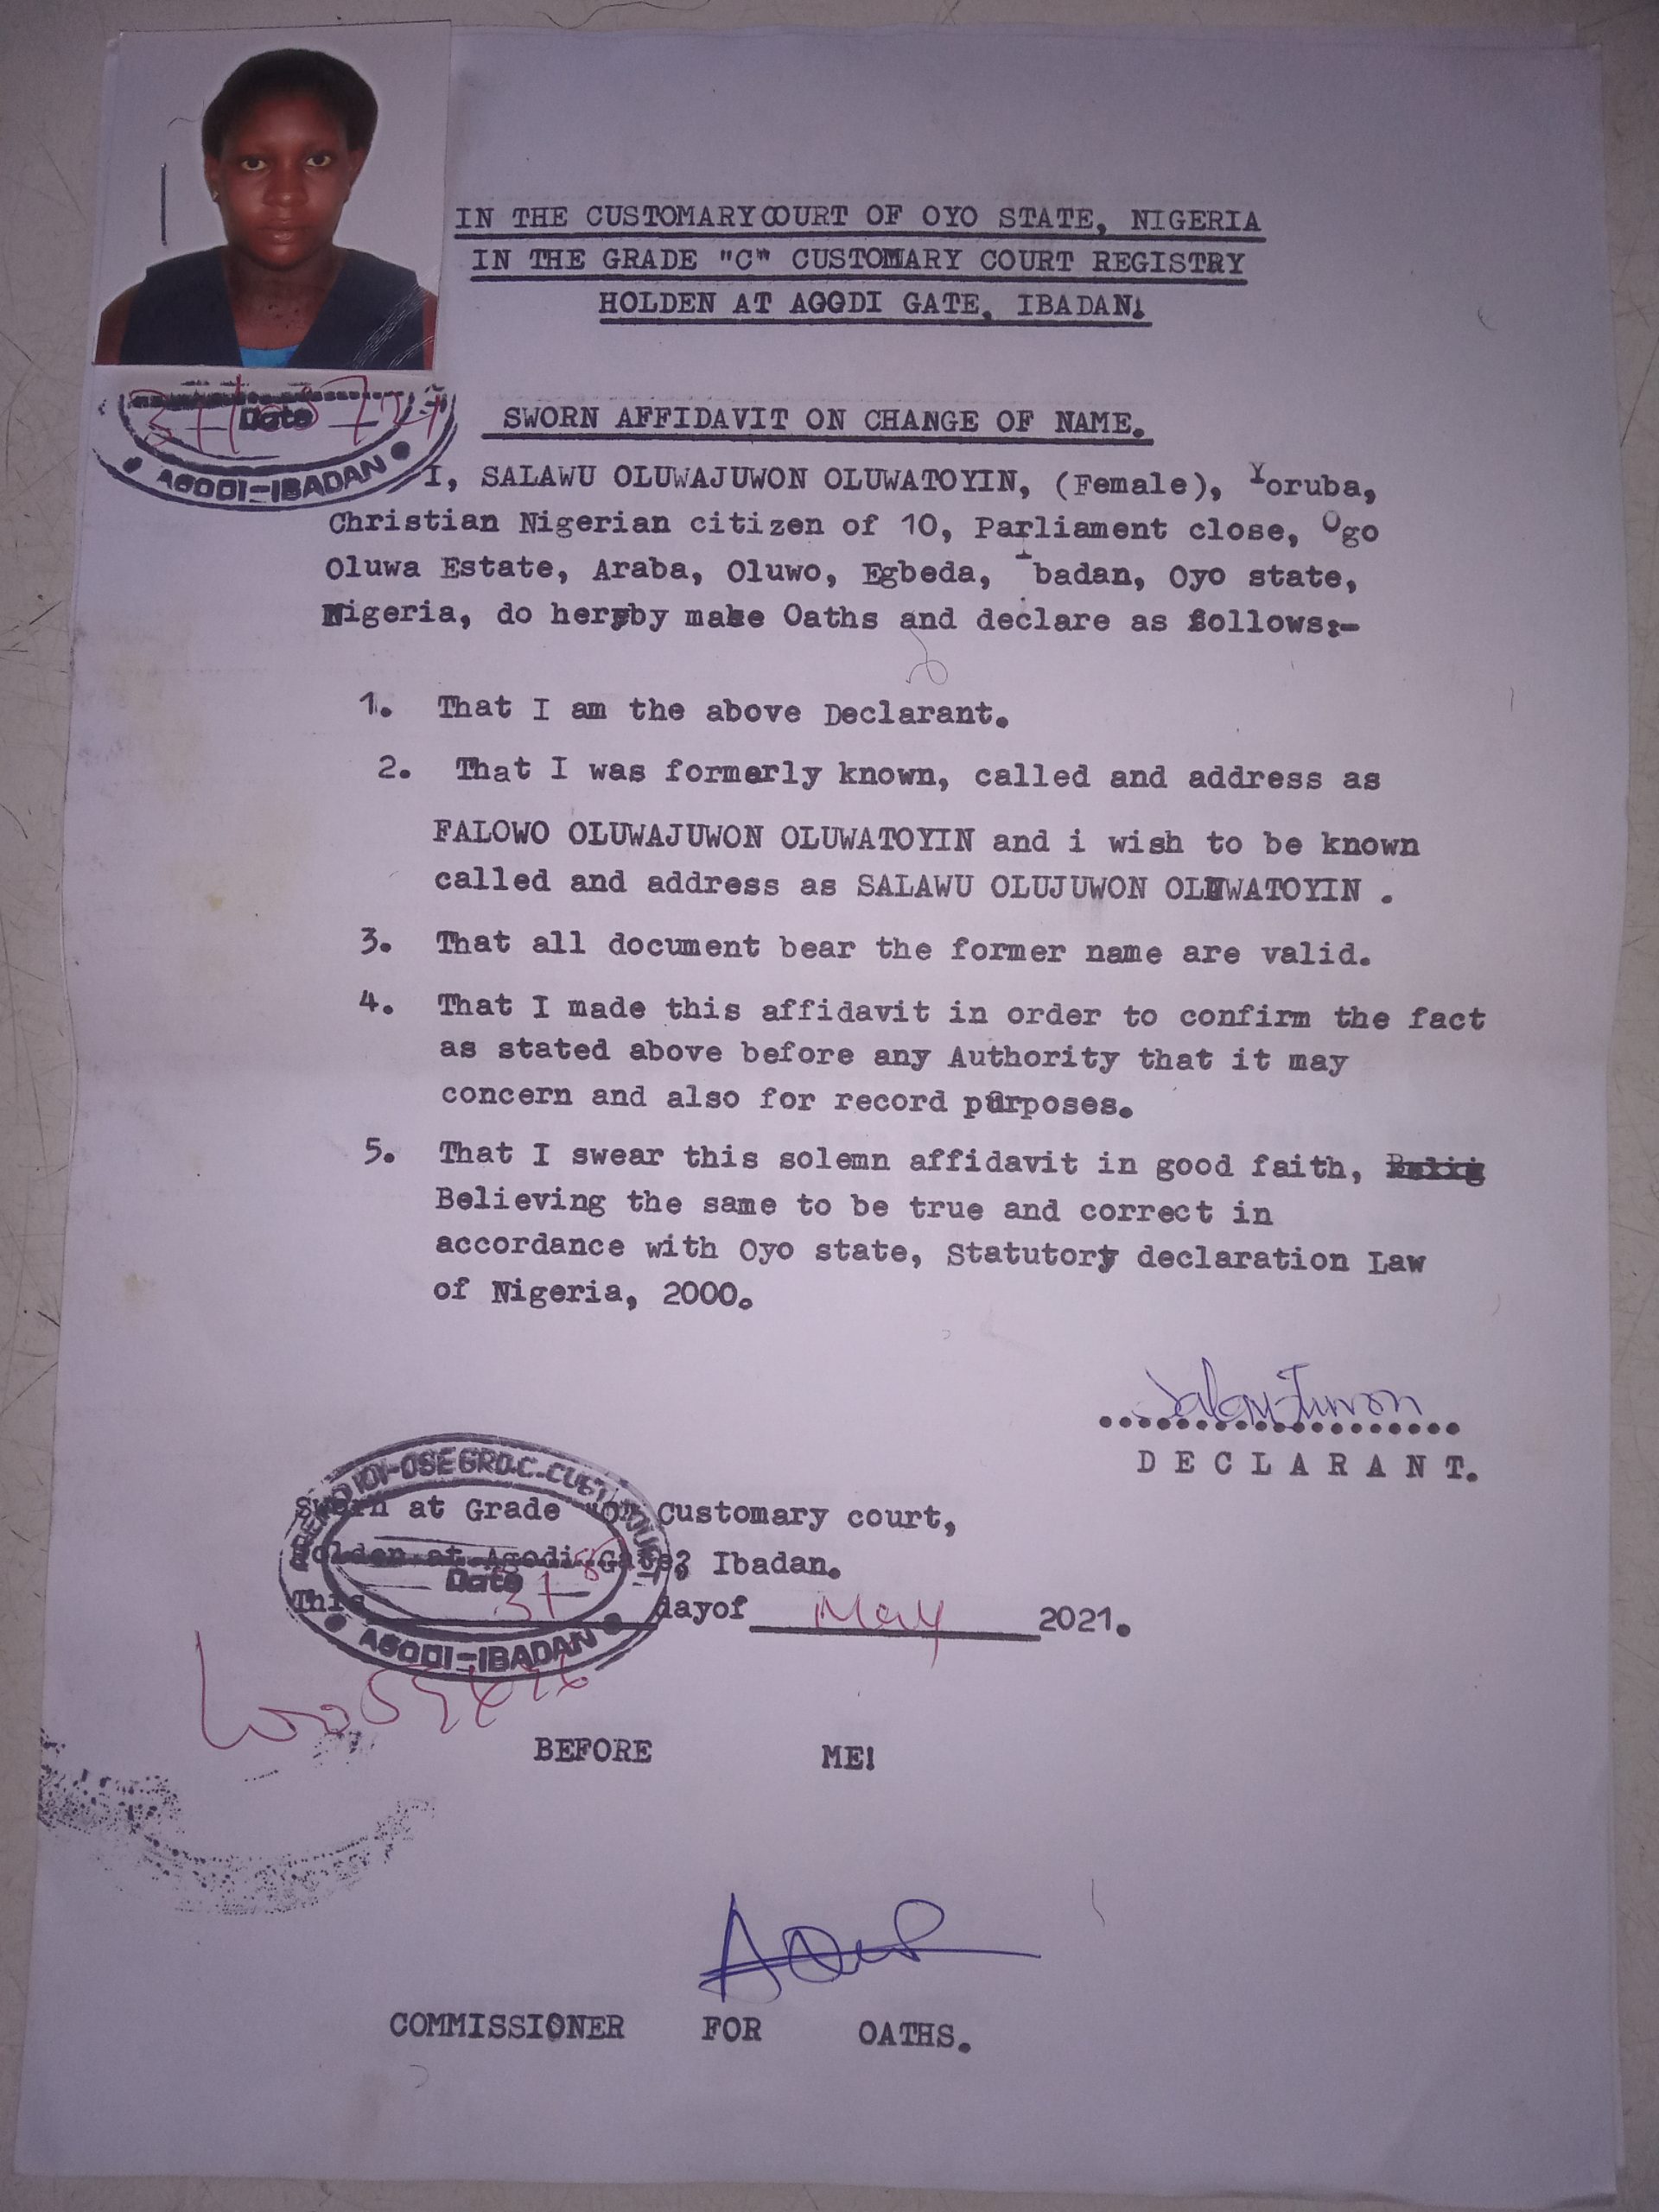 IN THE CUSTOMARY COURT OF OYO STATE, NIGERIA
IN THE GRADE "C" CUSTOMARY COURT REGISTRY
HOLDEN AT AGODI GATE, IBADAN!
Date
AGODI-IBADAN
SWORN AFFIDAVIT ON CHANGE OF NAME.
I, SALAWU OLUWAJUWON OLUWATOYIN, (Female), Yoruba,
Christian Nigerian citizen of 10, Parliament close, Ogo
Oluwa Estate, Araba, Oluwo, Egbeda, Ibadan, Oyo state,
Nigeria, do hereby make Oaths and declare as follows:-
1. That I am the above Declarant.
2. That I was formerly known, called and address as
FALOWO OLUWAJUWON OLUWATOYIN and i wish to be known
called and address as SALAWU OLUJUWON OLUWATOYIN .
3. That all document bear the former name are valid.
4. That I made this affidavit in order to confirm the fact
as stated above before any Authority that it may
concern and also for record purposes.
5. That I swear this solemn affidavit in good faith,
Believing the same to be true and correct in
accordance with Oyo state, Statutory declaration Law
of Nigeria, 2000.
DECLARANT.
Sworn at Grade Customary court,
Holden at Agodi Gate, Ibadan.
Date 31
This dayof May 2021.
AGODI-IBADAN
BEFORE ME!
COMMISSIONER FOR OATHS.